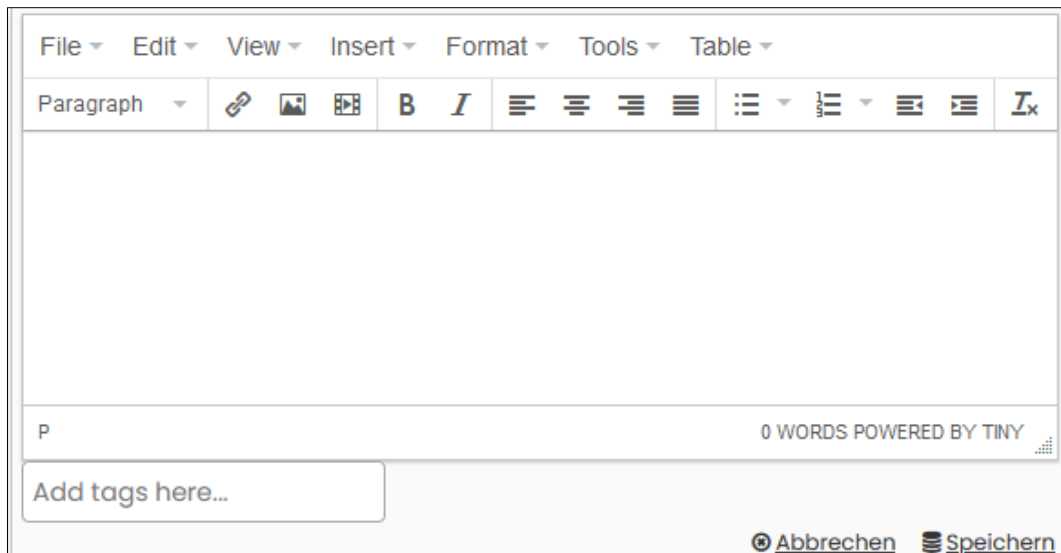 File Edit View Insert Format Tools Table
Paragraph B I
P 0 WORDS POWERED BY TINY
Add tags here...
Abbrechen Speichern